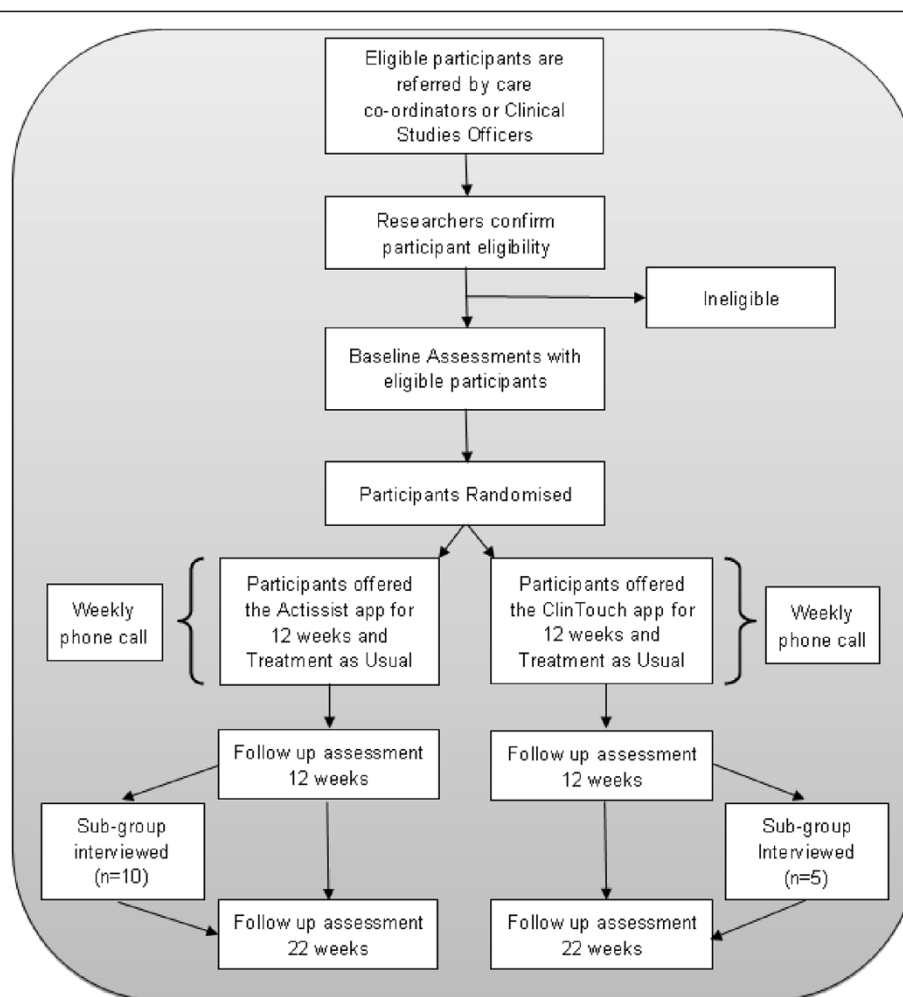 Eligible participants are
referred by care
co-ordinators or Clinical
Studies Officers
Researchers confirm
participant eligibility
Ineligible
Baseline Assessments with
eligible participants
Participants Randomised
Weekly
phone call
Participants offered
the Actissist app for
12 weeks and
Treatment as Usual
Participants offered
the ClinTouch app for
12 weeks and
Treatment as Usual
Weekly
phone call
Follow up assessment
12 weeks
Follow up assessment
12 weeks
Sub-group
interviewed
(n=10)
Sub-group
Interviewed
(n=5)
Follow up assessment
22 weeks
Follow up assessment
22 weeks